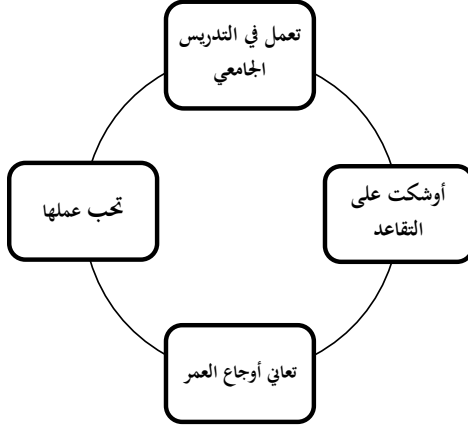 تعمل في التدريس
الجامعي
أوشكت على
التقاعد
تعاني أوجاع العمر
تحب عملها